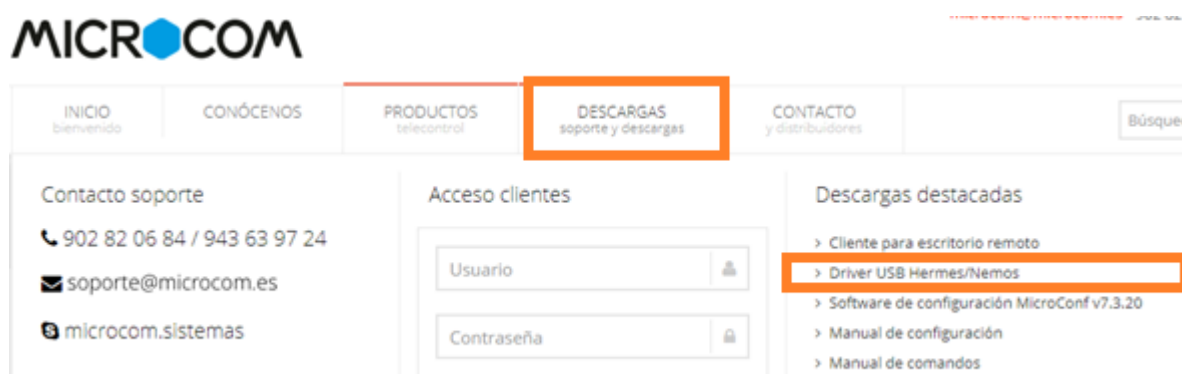 MICROCOM
INICIO
bienvenido
CONÓCENOS
PRODUCTOS
telecontrol
DESCARGAS
soporte y descargas
CONTACTO
y distribuidores
Búsque
Contacto soporte
902 82 06 84 / 943 63 97 24
soporte@microcom.es
microcom.sistemas
Acceso clientes
Usuario
Contraseña
Descargas destacadas
> Cliente para escritorio remoto
> Driver USB Hermes/Nemos
> Software de configuración MicroConf v7.3.20
> Manual de configuración
> Manual de comandos